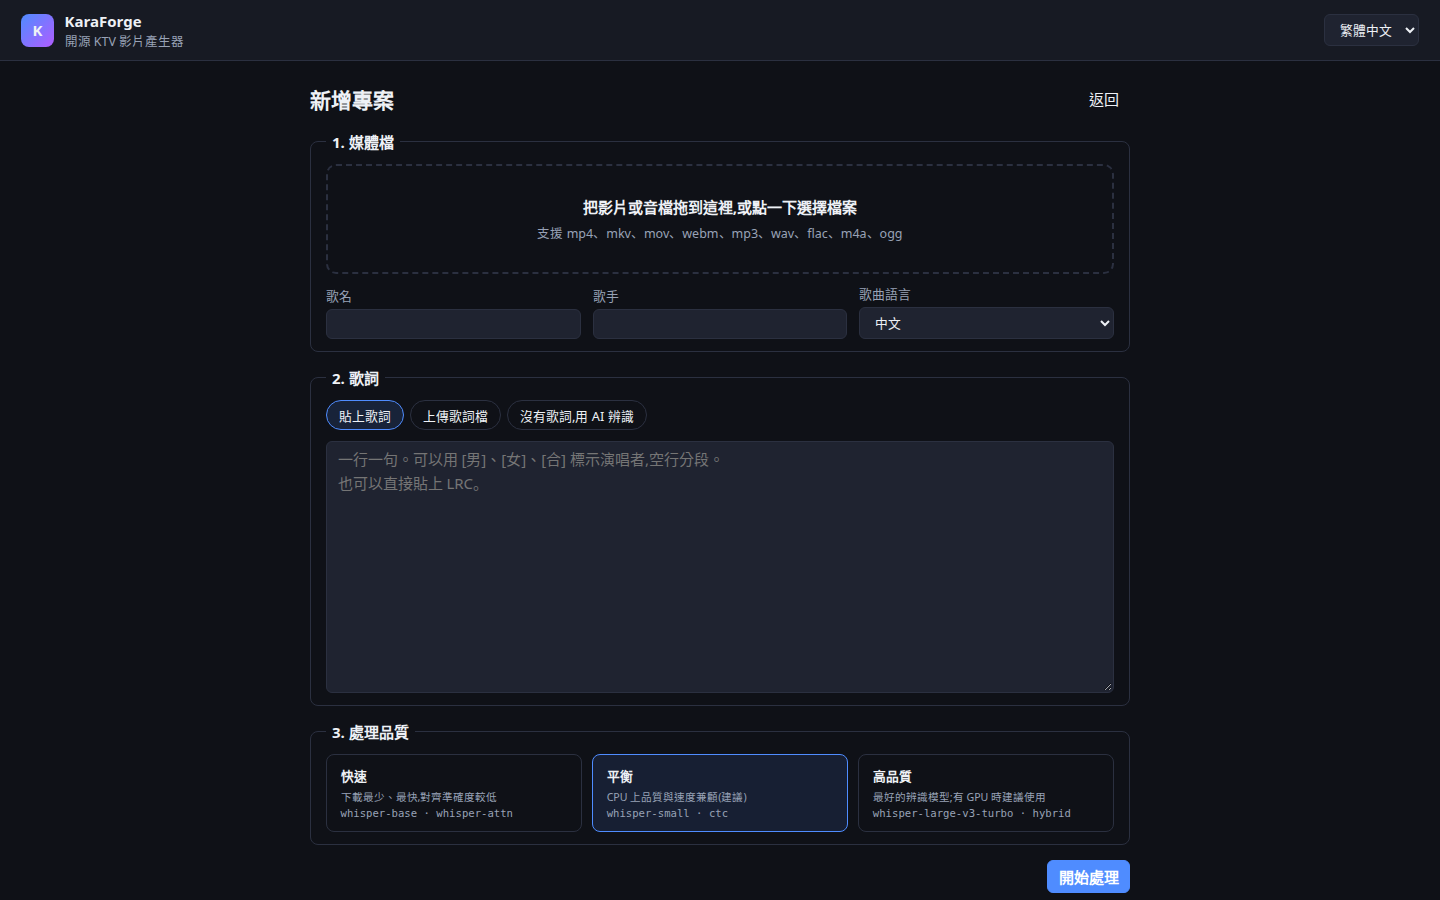 K
KaraForge
開源 KTV 影片產生器
繁體中文
新增專案
返回
1. 媒體檔
把影片或音檔拖到這裡,或點一下選擇檔案
支援 mp4、mkv、mov、webm、mp3、wav、flac、m4a、ogg
歌名
歌手
歌曲語言
中文
2. 歌詞
貼上歌詞
上傳歌詞檔
沒有歌詞,用 AI 辨識
一行一句。可以用 [男]、[女]、[合] 標示演唱者,空行分段。
也可以直接貼上 LRC。
3. 處理品質
快速
下載最少、最快,對齊準確度較低
whisper-base · whisper-attn
平衡
CPU 上品質與速度兼顧(建議)
whisper-small · ctc
高品質
最好的辨識模型;有 GPU 時建議使用
whisper-large-v3-turbo · hybrid
開始處理